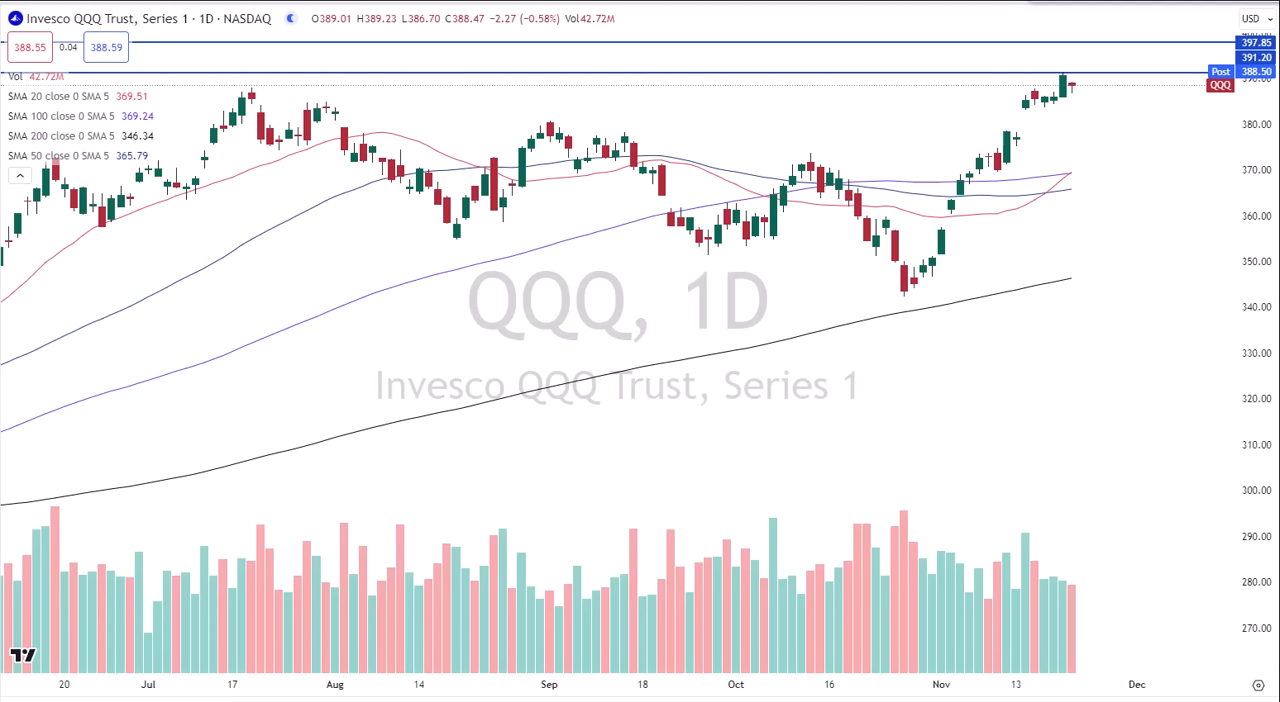 Invesco QQQ Trust, Series 1 · 1D · NASDAQ O389.01 H389.23 L386.70 C388.47 −2.27 (−0.58%) Vol42.72M USD
388.55 0.04 388.59
397.85
391.20
Post 388.50
QQQ
Vol 42.72M
SMA 20 close 0 SMA 5 369.51
SMA 100 close 0 SMA 5 369.24
SMA 200 close 0 SMA 5 346.34
SMA 50 close 0 SMA 5 365.79
380.00
370.00
360.00
350.00
340.00
330.00
320.00
310.00
300.00
290.00
280.00
270.00
QQQ, 1D
Invesco QQQ Trust, Series 1
20 Jul 17 Aug 14 Sep 18 Oct 16 Nov 13 Dec